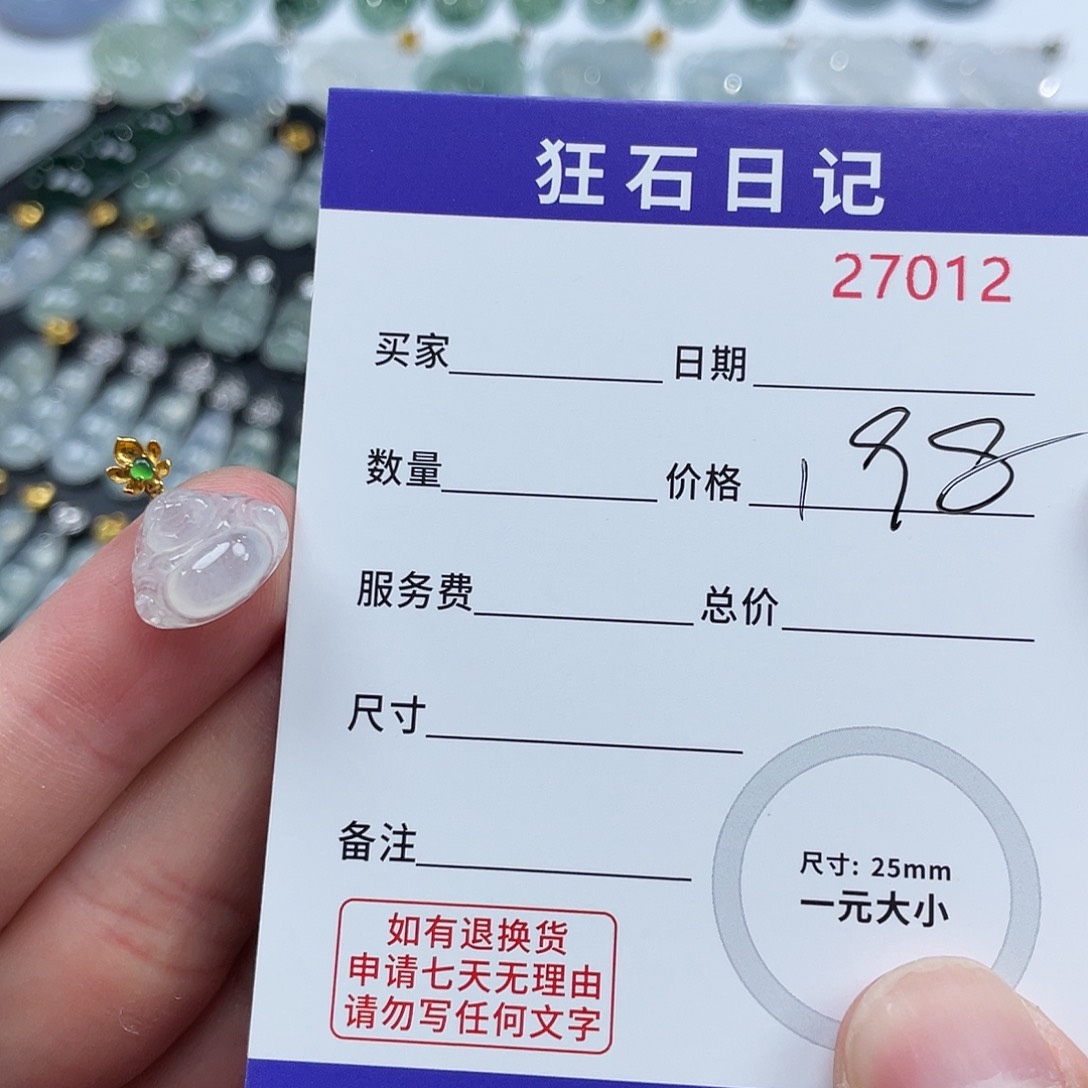 狂石日记
27012
买家 日期
数量 价格 198
服务费 总价
尺寸
备注
尺寸: 25mm
一元大小
如有退换货
申请七天无理由
请勿写任何文字